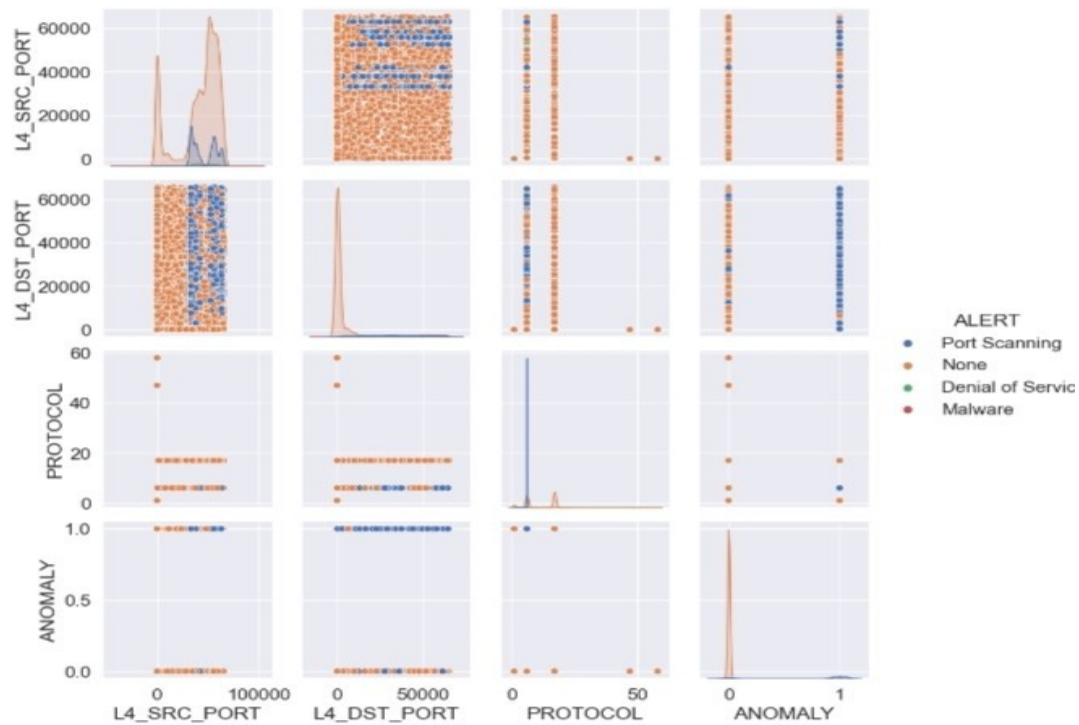 L4_SRC_PORT
60000
40000
20000
0
L4_DST_PORT
60000
40000
20000
0
PROTOCOL
60
40
20
0
ANOMALY
1.0
0.5
0.0
0 100000 0 50000 0 50 0 1
L4_SRC_PORT L4_DST_PORT PROTOCOL ANOMALY
ALERT
Port Scanning
None
Denial of Servic
Malware